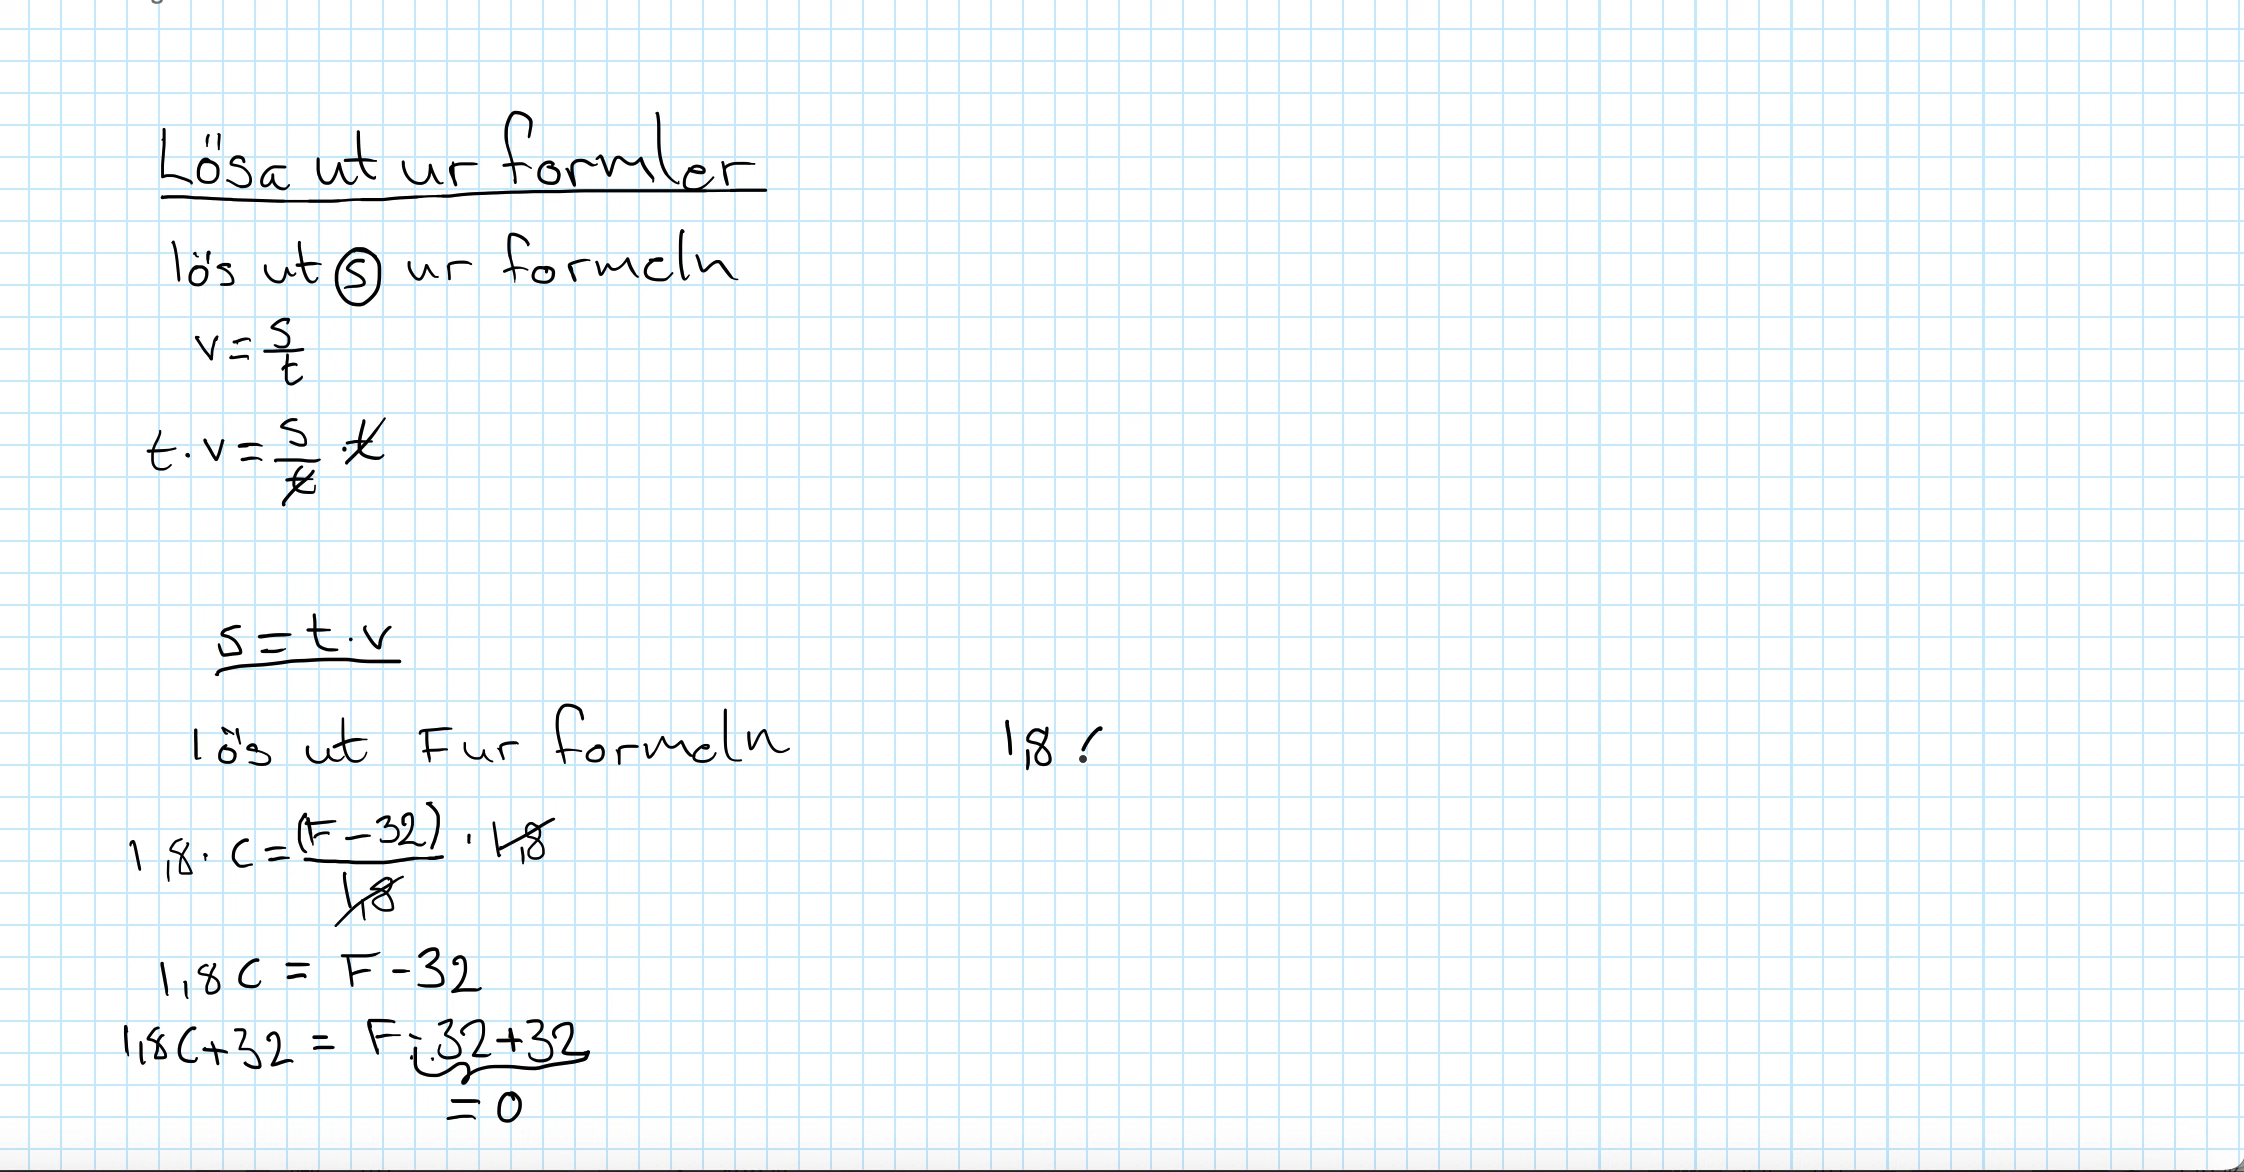 Lösa ut ur formler
lös ut s ur formeln
v = s/t
t · v = s/t · t
s = t · v
lös ut F ur formeln
1,8 · C = (F - 32)/1,8 · 1,8
1,8 C = F - 32
1,8C + 32 = F - 32 + 32
= 0
1,8